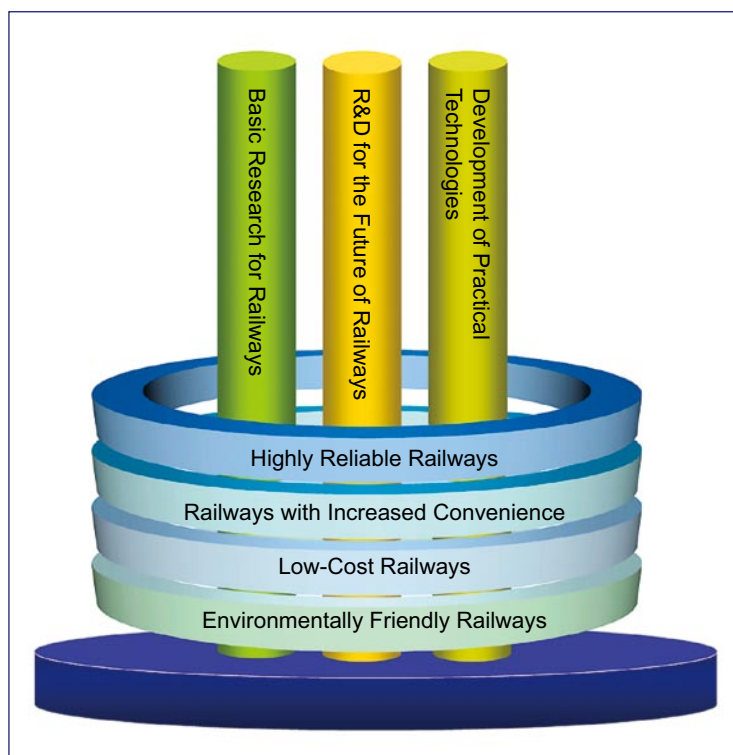 Basic Research for Railways
R&D for the Future of Railways
Development of Practical
Technologies
Highly Reliable Railways
Railways with Increased Convenience
Low-Cost Railways
Environmentally Friendly Railways